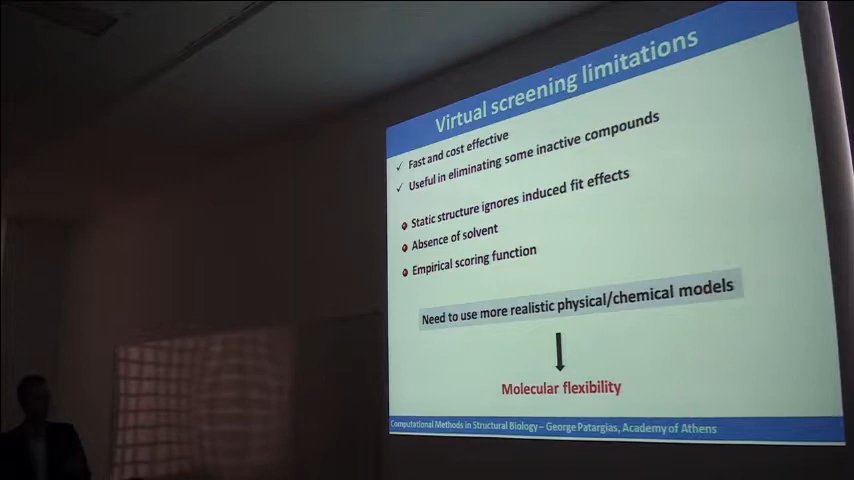 Virtual screening limitations
✓ Fast and cost effective
✓ Useful in eliminating some inactive compounds
Static structure ignores induced fit effects
Absence of solvent
Empirical scoring function
Need to use more realistic physical/chemical models
Molecular flexibility
Computational Methods in Structural Biology – George Patargias, Academy of Athens